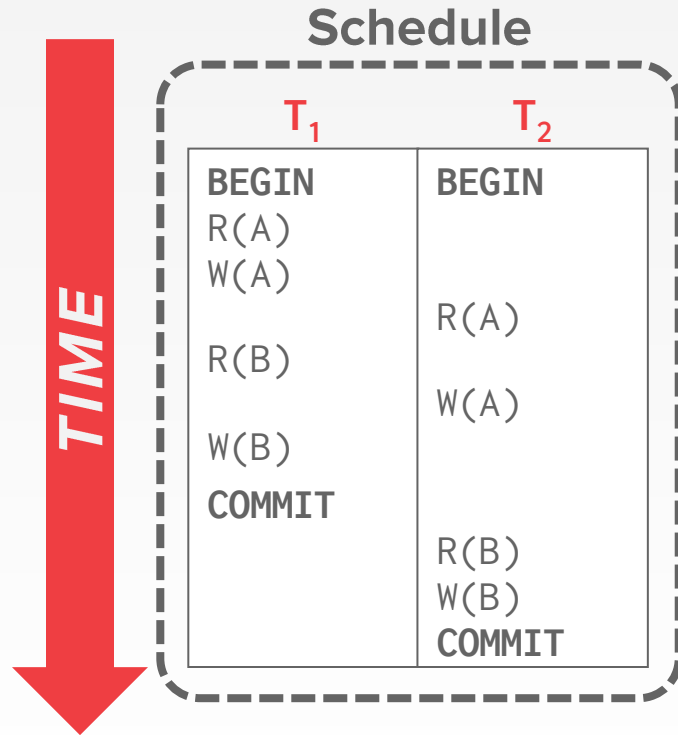 Schedule
TIME
T₁ T₂
BEGIN BEGIN
R(A)
W(A)
R(A)
R(B)
W(A)
W(B)
COMMIT
R(B)
W(B)
COMMIT